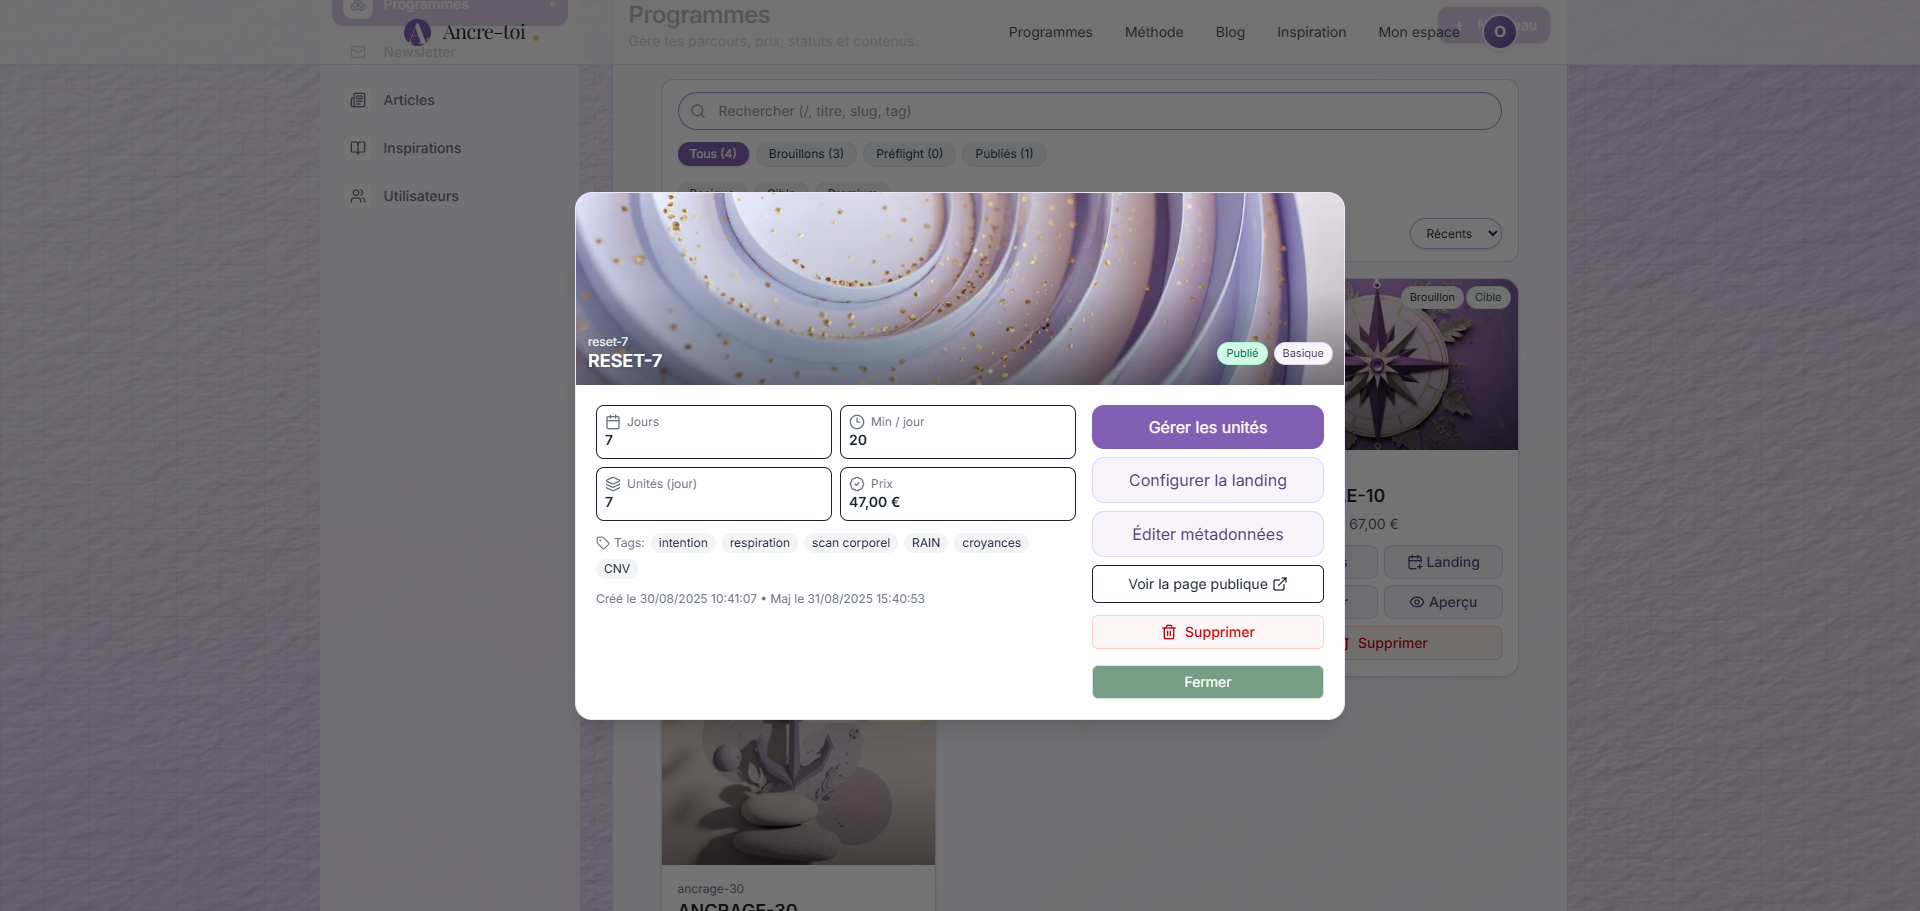 Programmes
Programmes
Ancre-toi
Newsletter
Gère tes parcours, prix, statuts et contenus.
Programmes
Méthode
Blog
Inspiration
Mon espace
O
Articles
Inspirations
Utilisateurs
Rechercher (/, titre, slug, tag)
Tous (4)
Brouillons (3)
Préflight (0)
Publiés (1)
Basique
Cible
Premium
Récents
Brouillon
Cible
reset-7
RESET-7
Publié
Basique
Jours
7
Min / jour
20
Unités (jour)
7
Prix
47,00 €
Tags: intention respiration scan corporel RAIN croyances
CNV
Créé le 30/08/2025 10:41:07 • Maj le 31/08/2025 15:40:53
Gérer les unités
Configurer la landing
Éditer métadonnées
Voir la page publique
Supprimer
Fermer
E-10
67,00 €
Landing
Aperçu
Supprimer
ancrage-30
ANCRAGE-30